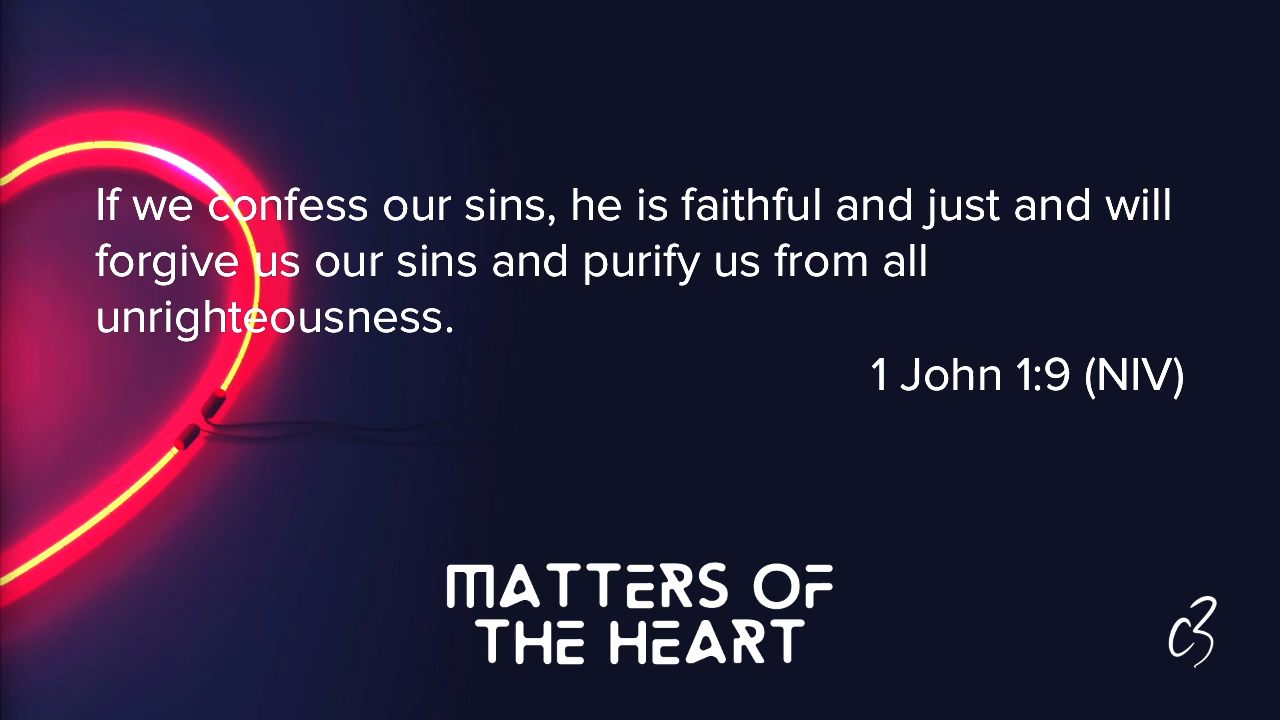 If we confess our sins, he is faithful and just and will
forgive us our sins and purify us from all
unrighteousness.
1 John 1:9 (NIV)
MATTERS OF
THE HEART
c3